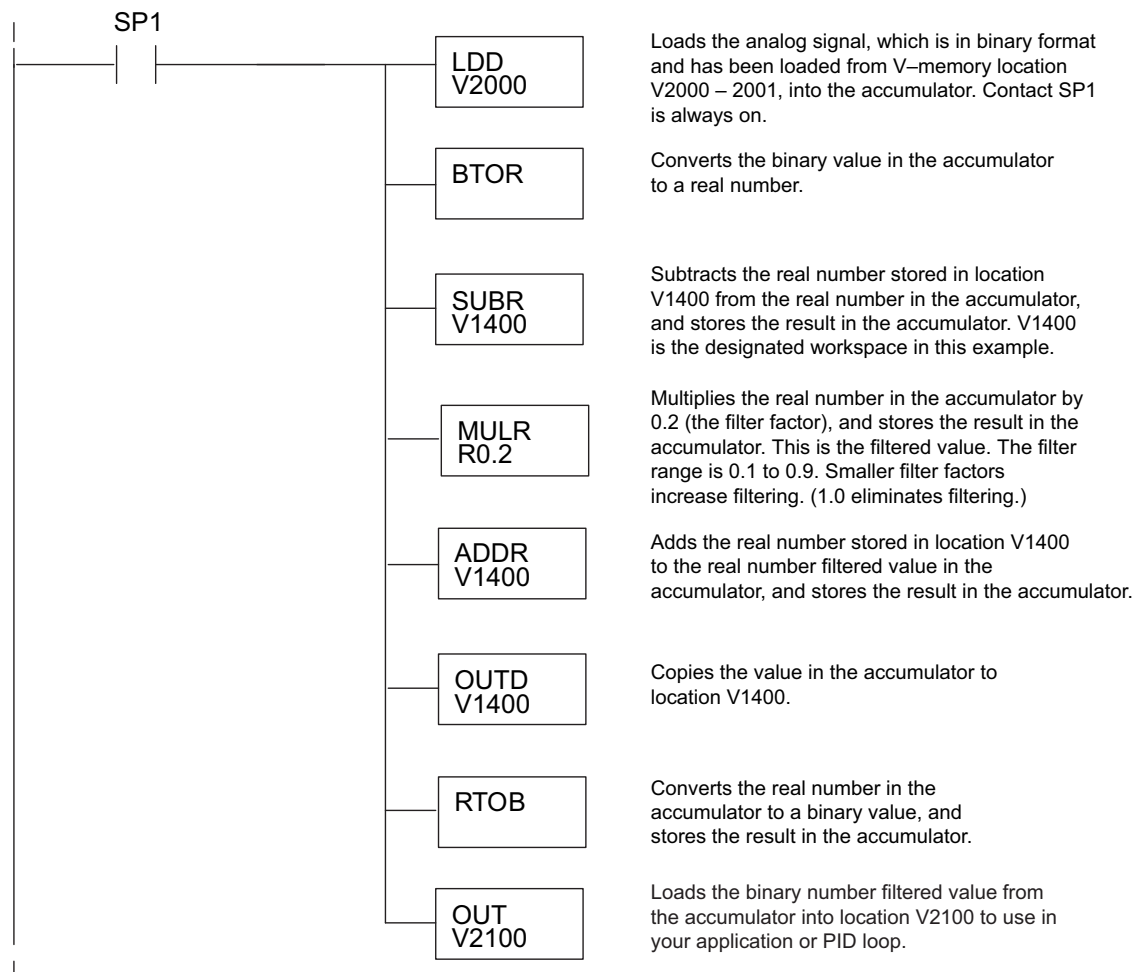 SP1
LDD
V2000
Loads the analog signal, which is in binary format
and has been loaded from V–memory location
V2000 – 2001, into the accumulator. Contact SP1
is always on.
BTOR
Converts the binary value in the accumulator
to a real number.
SUBR
V1400
Subtracts the real number stored in location
V1400 from the real number in the accumulator,
and stores the result in the accumulator. V1400
is the designated workspace in this example.
MULR
R0.2
Multiplies the real number in the accumulator by
0.2 (the filter factor), and stores the result in the
accumulator. This is the filtered value. The filter
range is 0.1 to 0.9. Smaller filter factors
increase filtering. (1.0 eliminates filtering.)
ADDR
V1400
Adds the real number stored in location V1400
to the real number filtered value in the
accumulator, and stores the result in the accumulator.
OUTD
V1400
Copies the value in the accumulator to
location V1400.
RTOB
Converts the real number in the
accumulator to a binary value, and
stores the result in the accumulator.
OUT
V2100
Loads the binary number filtered value from
the accumulator into location V2100 to use in
your application or PID loop.